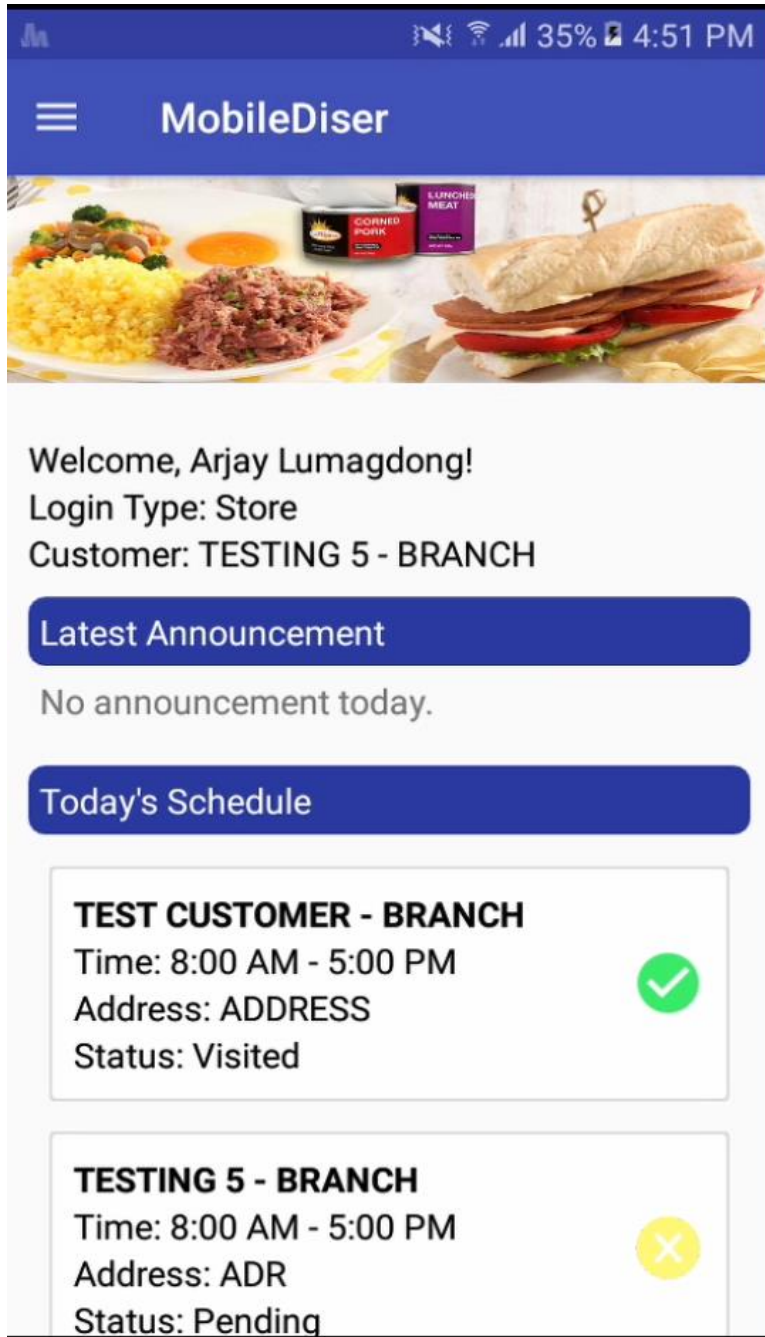 35% 4:51 PM
MobileDiser
CORNED
PORK
LUNCHEO
MEAT
Welcome, Arjay Lumagdong!
Login Type: Store
Customer: TESTING 5 - BRANCH
Latest Announcement
No announcement today.
Today's Schedule
TEST CUSTOMER - BRANCH
Time: 8:00 AM - 5:00 PM
Address: ADDRESS
Status: Visited
TESTING 5 - BRANCH
Time: 8:00 AM - 5:00 PM
Address: ADR
Status: Pending